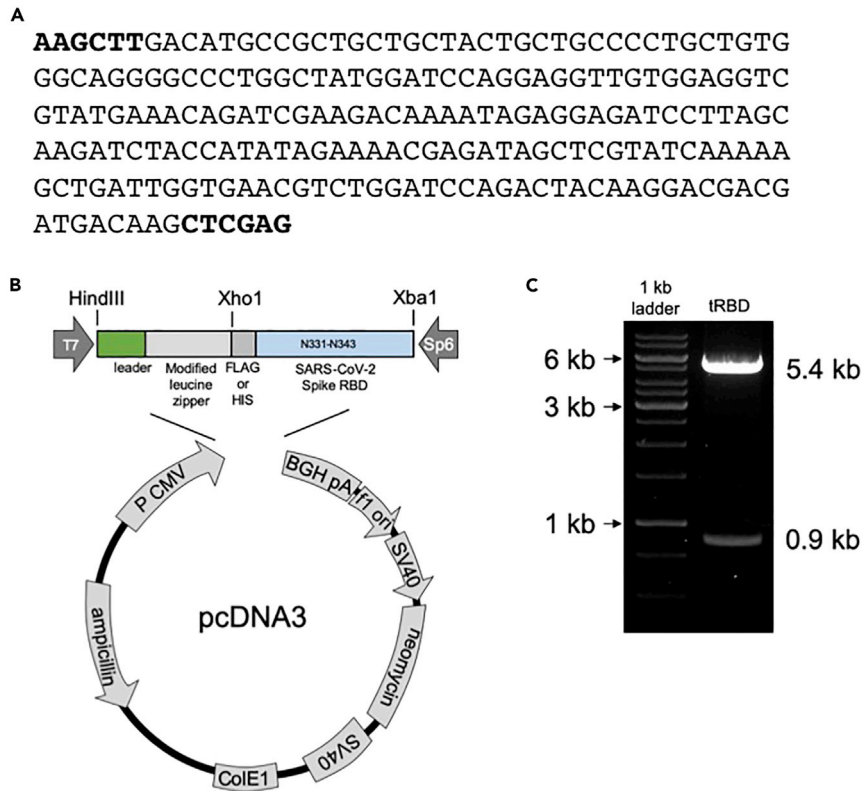 A
AAGCTTGACATGCCGCTGCTGCTACTGCTGCCCCTGCTGTG
GGCAGGGGCCCTGGCTATGGATCCAGGAGGTTGTGGAGGTC
GTATGAAACAGATCGAAGACAAAATAGAGGAGATCCTTAGC
AAGATCTACCATATAGAAAACGAGATAGCTCGTATCAAAAA
GCTGATTGGTGAACGTCTGGATCCAGACTACAAGGACGACG
ATGACAAGCTCGAG
B
HindIII Xho1 Xba1
T7 N331-N343 Sp6
leader Modified leucine zipper FLAG or HIS SARS-CoV-2 Spike RBD
P CMV
BGH pA
f1 ori
SV40
neomycin
SV40
ColE1
ampicillin
pcDNA3
C
1 kb ladder
tRBD
6 kb
3 kb
1 kb
5.4 kb
0.9 kb